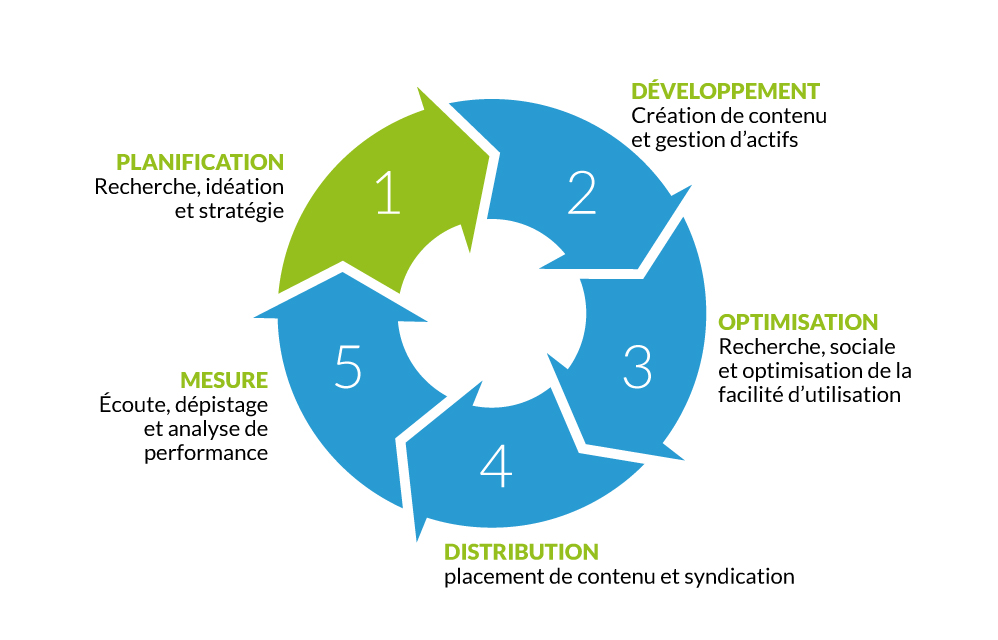 1
PLANIFICATION
Recherche, idéation
et stratégie
2
DÉVELOPPEMENT
Création de contenu
et gestion d’actifs
3
OPTIMISATION
Recherche, sociale
et optimisation de la
facilité d’utilisation
4
DISTRIBUTION
placement de contenu et syndication
5
MESURE
Écoute, dépistage
et analyse de
performance